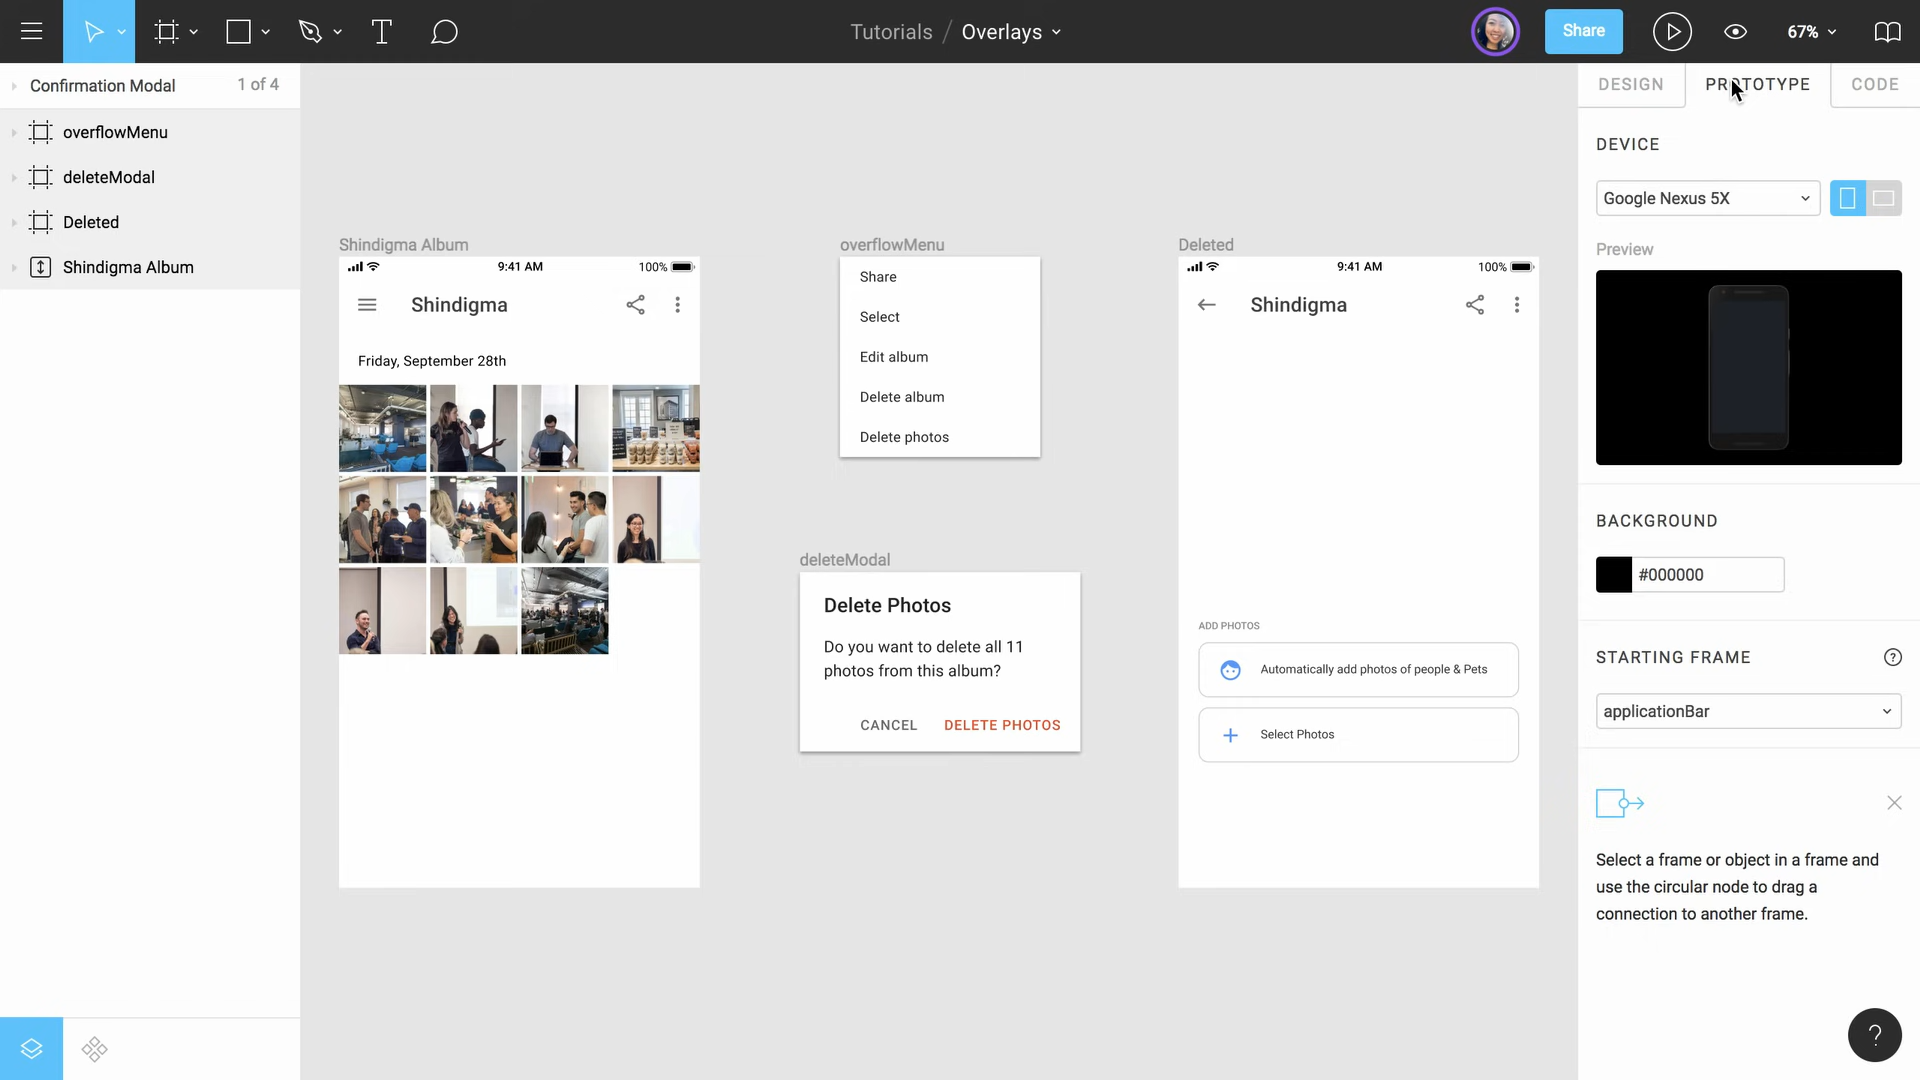 Tutorials / Overlays
Share
67%
Confirmation Modal
1 of 4
overflowMenu
deleteModal
Deleted
Shindigma Album
Shindigma Album
9:41 AM
100%
Shindigma
Friday, September 28th
overflowMenu
Share
Select
Edit album
Delete album
Delete photos
deleteModal
Delete Photos
Do you want to delete all 11
photos from this album?
CANCEL
DELETE PHOTOS
Deleted
9:41 AM
100%
Shindigma
ADD PHOTOS
Automatically add photos of people & Pets
Select Photos
DESIGN
PROTOTYPE
CODE
DEVICE
Google Nexus 5X
Preview
BACKGROUND
#000000
STARTING FRAME
?
applicationBar
Select a frame or object in a frame and
use the circular node to drag a
connection to another frame.
?